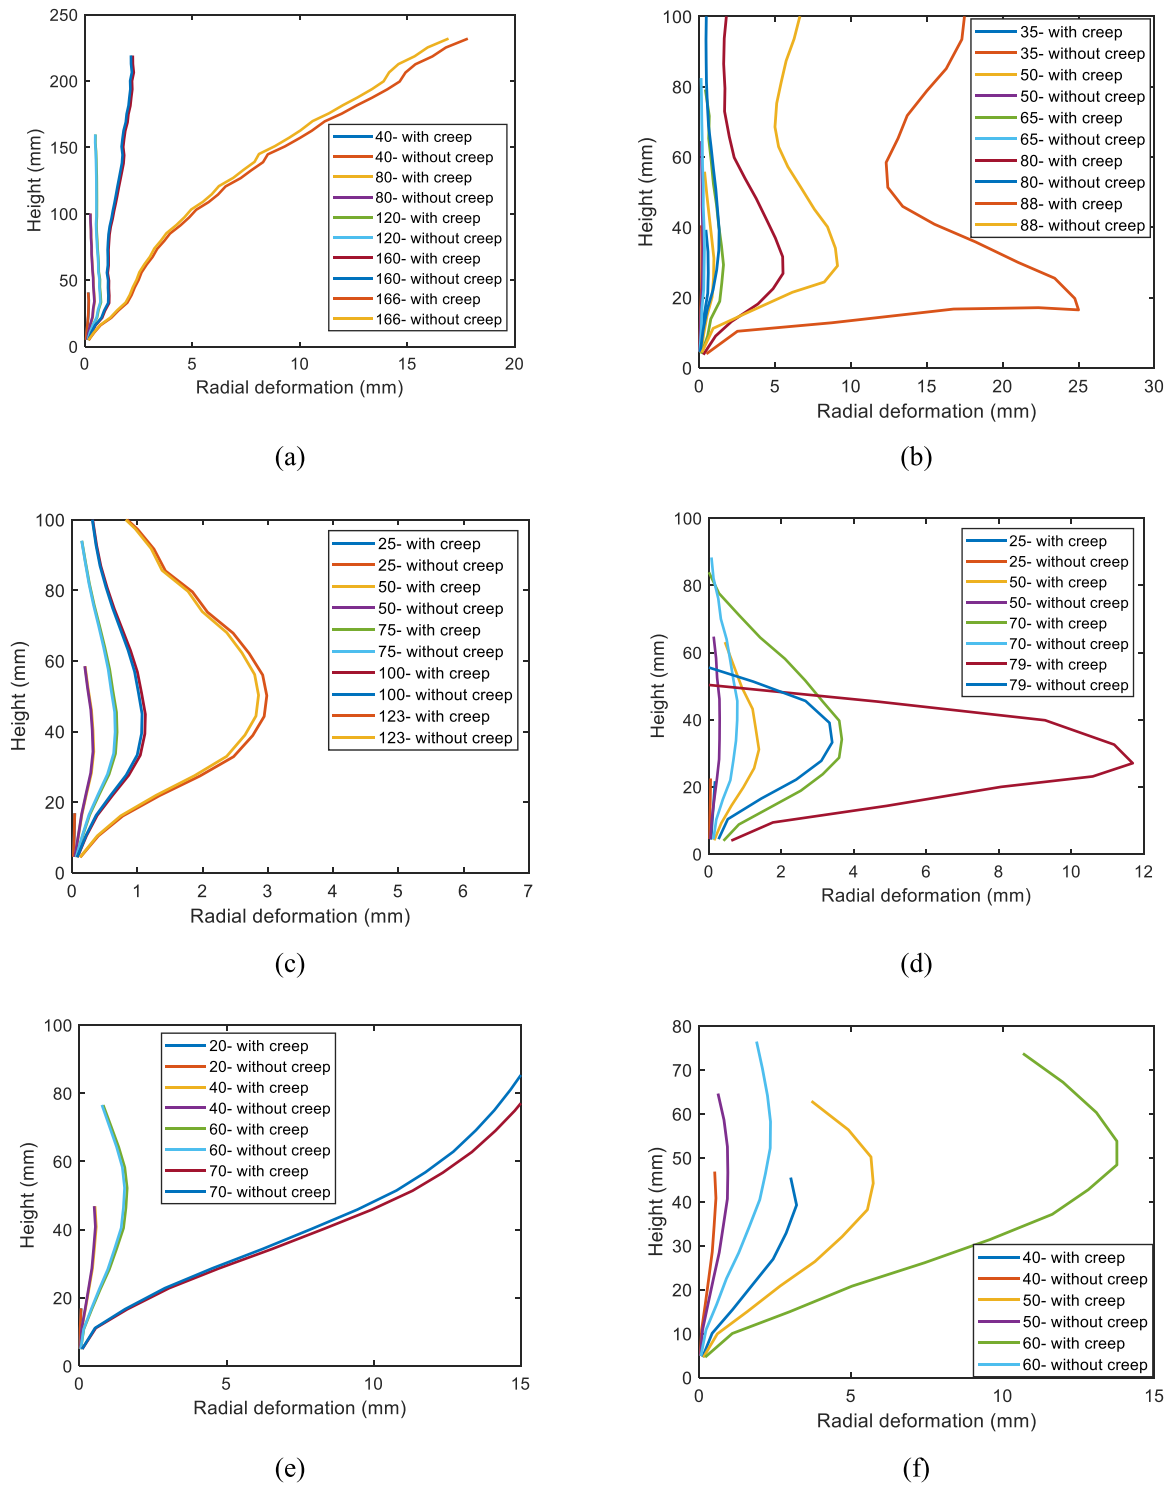 250
200
150
100
50
0
Height (mm)
40- with creep
40- without creep
80- with creep
80- without creep
120- with creep
120- without creep
160- with creep
160- without creep
166- with creep
166- without creep
0 5 10 15 20
Radial deformation (mm)
(a)
100
80
60
40
20
0
Height (mm)
35- with creep
35- without creep
50- with creep
50- without creep
65- with creep
65- without creep
80- with creep
80- without creep
88- with creep
88- without creep
0 5 10 15 20 25 30
Radial deformation (mm)
(b)
100
80
60
40
20
0
Height (mm)
25- with creep
25- without creep
50- with creep
50- without creep
75- with creep
75- without creep
100- with creep
100- without creep
123- with creep
123- without creep
0 1 2 3 4 5 6 7
Radial deformation (mm)
(c)
100
80
60
40
20
0
Height (mm)
25- with creep
25- without creep
50- with creep
50- without creep
70- with creep
70- without creep
79- with creep
79- without creep
0 2 4 6 8 10 12
Radial deformation (mm)
(d)
100
80
60
40
20
0
Height (mm)
20- with creep
20- without creep
40- with creep
40- without creep
60- with creep
60- without creep
70- with creep
70- without creep
0 5 10 15
Radial deformation (mm)
(e)
80
70
60
50
40
30
20
10
0
Height (mm)
40- with creep
40- without creep
50- with creep
50- without creep
60- with creep
60- without creep
0 5 10 15
Radial deformation (mm)
(f)